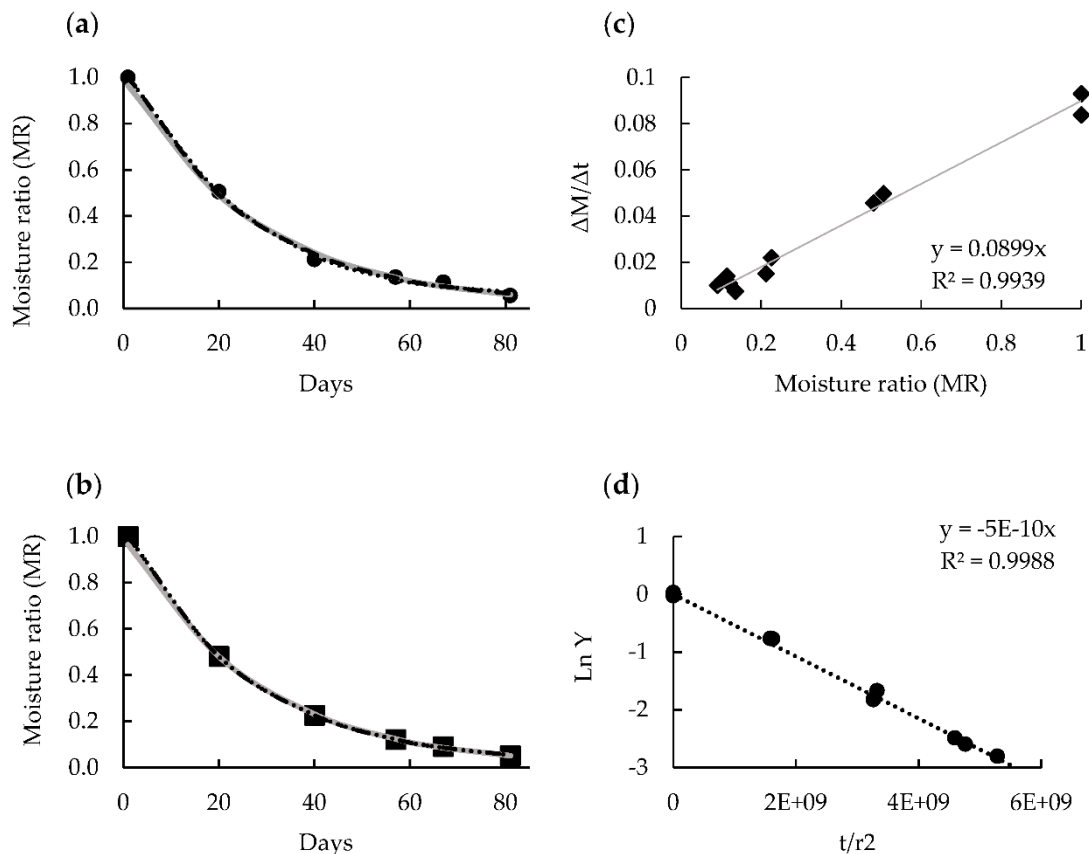 (a)
Moisture ratio (MR)
1.0
0.8
0.6
0.4
0.2
0.0
0 20 40 60 80
Days
(c)
ΔM/Δt
0.1
0.08
0.06
0.04
0.02
0
y = 0.0899x
R² = 0.9939
0 0.2 0.4 0.6 0.8 1
Moisture ratio (MR)
(b)
Moisture ratio (MR)
1.0
0.8
0.6
0.4
0.2
0.0
0 20 40 60 80
Days
(d)
y = -5E-10x
R² = 0.9988
Ln Y
1
0
-1
-2
-3
0 2E+09 4E+09 6E+09
t/r2